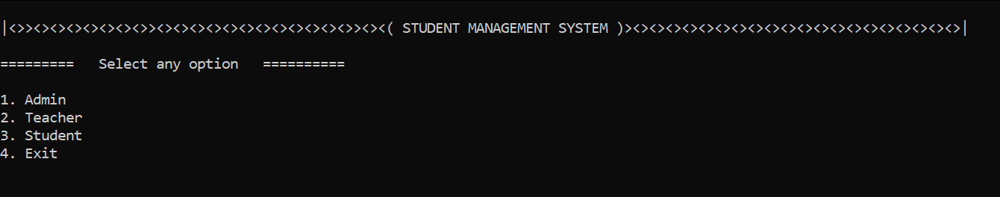 |<>><><><><><><><>><><><><><><><><><><><><>><><( STUDENT MANAGEMENT SYSTEM )><><><><><><><><><><><><><><><><><><><><>|
=========   Select any option   ==========
1. Admin
2. Teacher
3. Student
4. Exit